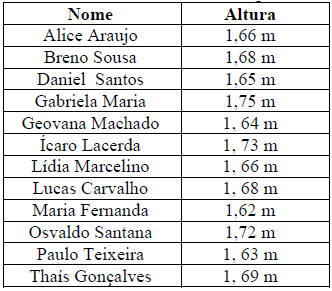 Nome Altura
Alice Araujo 1,66 m
Breno Sousa 1,68 m
Daniel Santos 1,65 m
Gabriela Maria 1,75 m
Geovana Machado 1, 64 m
Ícaro Lacerda 1, 73 m
Lídia Marcelino 1, 66 m
Lucas Carvalho 1, 68 m
Maria Fernanda 1,62 m
Osvaldo Santana 1,72 m
Paulo Teixeira 1, 63 m
Thaís Gonçalves 1, 69 m